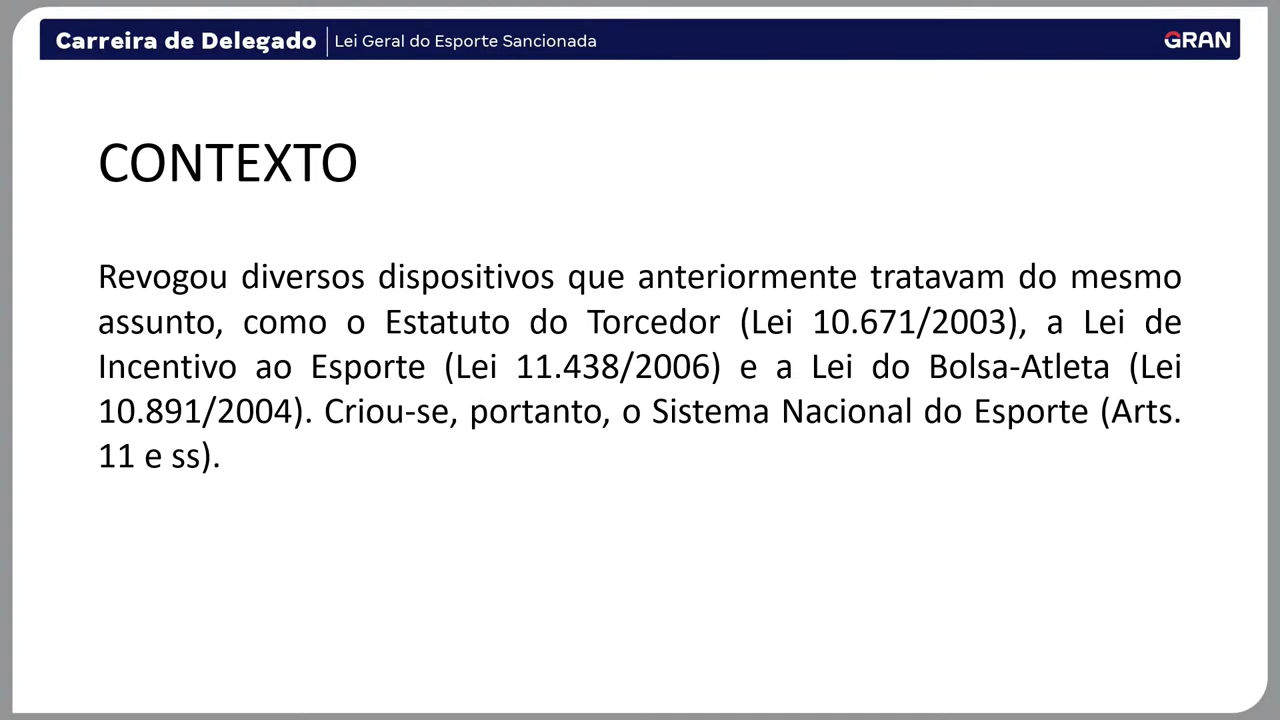 Carreira de Delegado Lei Geral do Esporte Sancionada GRAN
CONTEXTO
Revogou diversos dispositivos que anteriormente tratavam do mesmo
assunto, como o Estatuto do Torcedor (Lei 10.671/2003), a Lei de
Incentivo ao Esporte (Lei 11.438/2006) e a Lei do Bolsa-Atleta (Lei
10.891/2004). Criou-se, portanto, o Sistema Nacional do Esporte (Arts.
11 e ss).